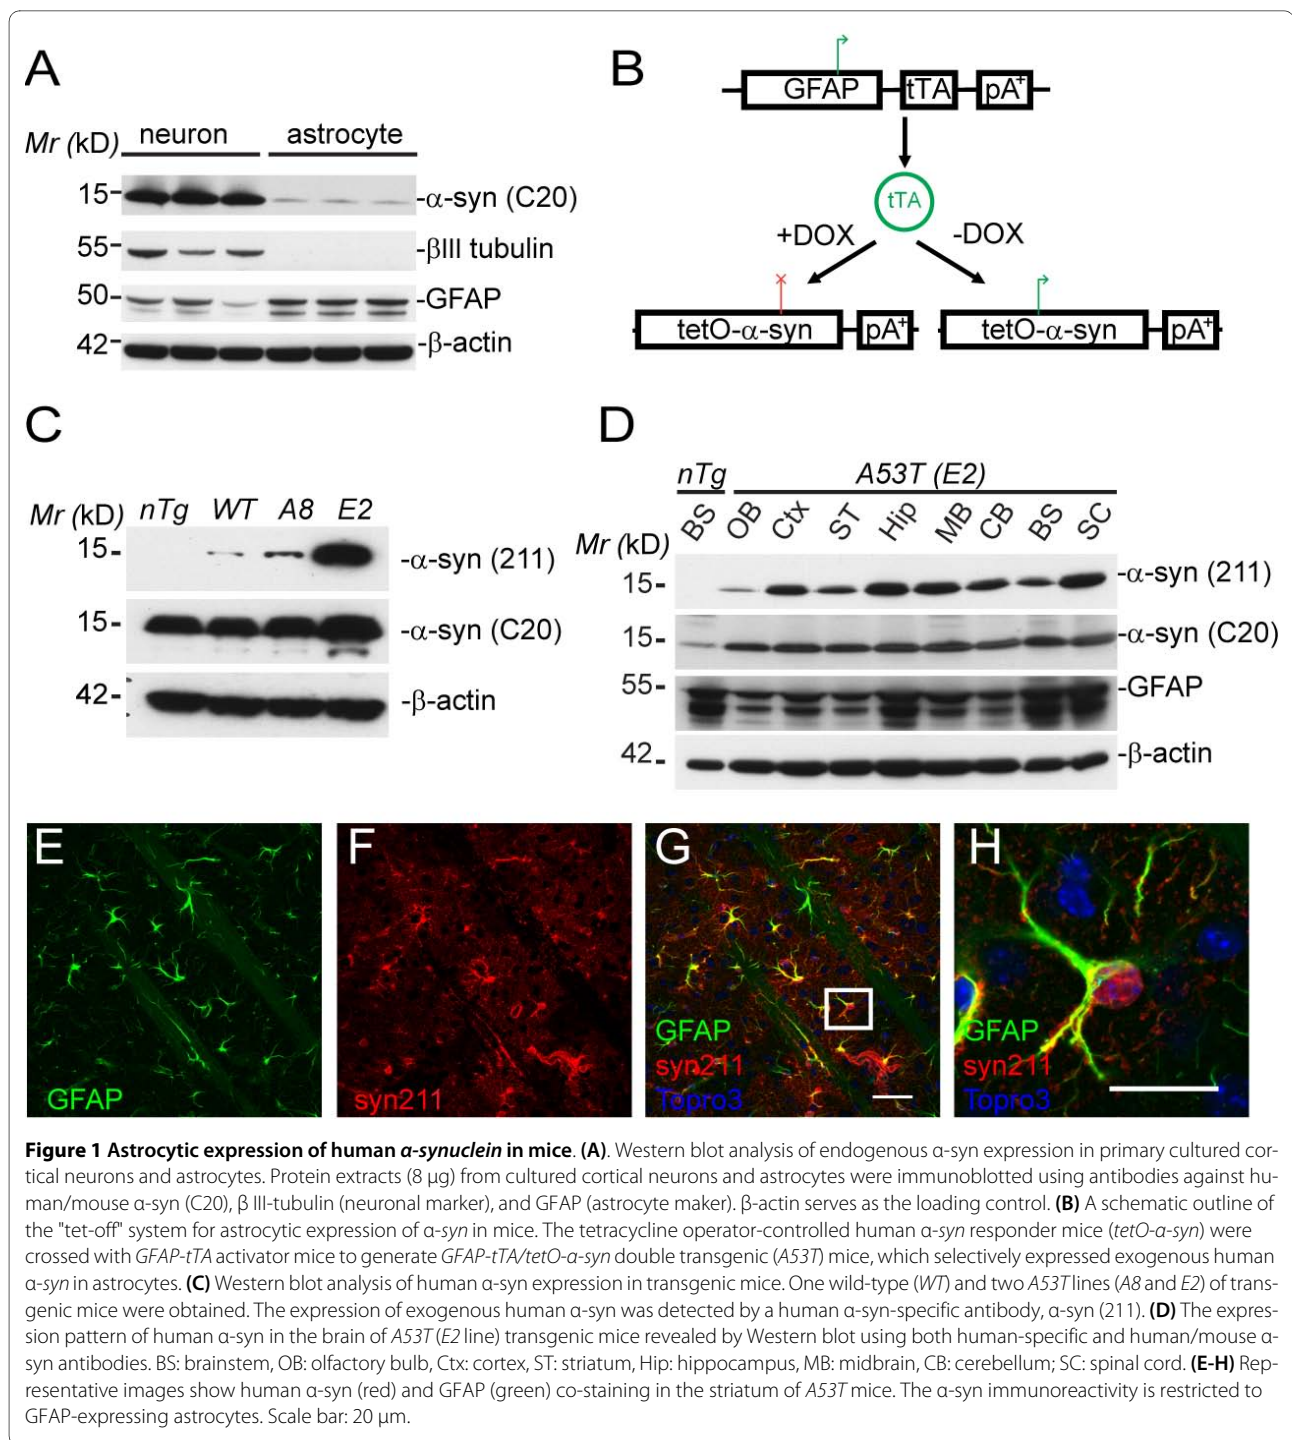 A
Mr (kD)
neuron
astrocyte
15-
-α-syn (C20)
55-
-βIII tubulin
50-
-GFAP
42-
-β-actin
B
GFAP
tTA
pA+
tTA
+DOX
-DOX
tetO-α-syn
pA+
tetO-α-syn
pA+
C
Mr (kD) nTg WT A8 E2
15-
-α-syn (211)
15-
-α-syn (C20)
42-
-β-actin
D
nTg
A53T (E2)
Mr (kD)
BS OB Ctx ST Hip MB CB BS SC
15-
-α-syn (211)
15-
-α-syn (C20)
55-
-GFAP
42-
-β-actin
E
GFAP
F
syn211
G
GFAP
syn211
Topro3
H
GFAP
syn211
Topro3
Figure 1 Astrocytic expression of human α-synuclein in mice. (A). Western blot analysis of endogenous α-syn expression in primary cultured cor-
tical neurons and astrocytes. Protein extracts (8 μg) from cultured cortical neurons and astrocytes were immunoblotted using antibodies against hu-
man/mouse α-syn (C20), β III-tubulin (neuronal marker), and GFAP (astrocyte maker). β-actin serves as the loading control. (B) A schematic outline of
the "tet-off" system for astrocytic expression of α-syn in mice. The tetracycline operator-controlled human α-syn responder mice (tetO-α-syn) were
crossed with GFAP-tTA activator mice to generate GFAP-tTA/tetO-α-syn double transgenic (A53T) mice, which selectively expressed exogenous human
α-syn in astrocytes. (C) Western blot analysis of human α-syn expression in transgenic mice. One wild-type (WT) and two A53T lines (A8 and E2) of trans-
genic mice were obtained. The expression of exogenous human α-syn was detected by a human α-syn-specific antibody, α-syn (211). (D) The expres-
sion pattern of human α-syn in the brain of A53T (E2 line) transgenic mice revealed by Western blot using both human-specific and human/mouse α-
syn antibodies. BS: brainstem, OB: olfactory bulb, Ctx: cortex, ST: striatum, Hip: hippocampus, MB: midbrain, CB: cerebellum; SC: spinal cord. (E-H) Rep-
resentative images show human α-syn (red) and GFAP (green) co-staining in the striatum of A53T mice. The α-syn immunoreactivity is restricted to
GFAP-expressing astrocytes. Scale bar: 20 μm.